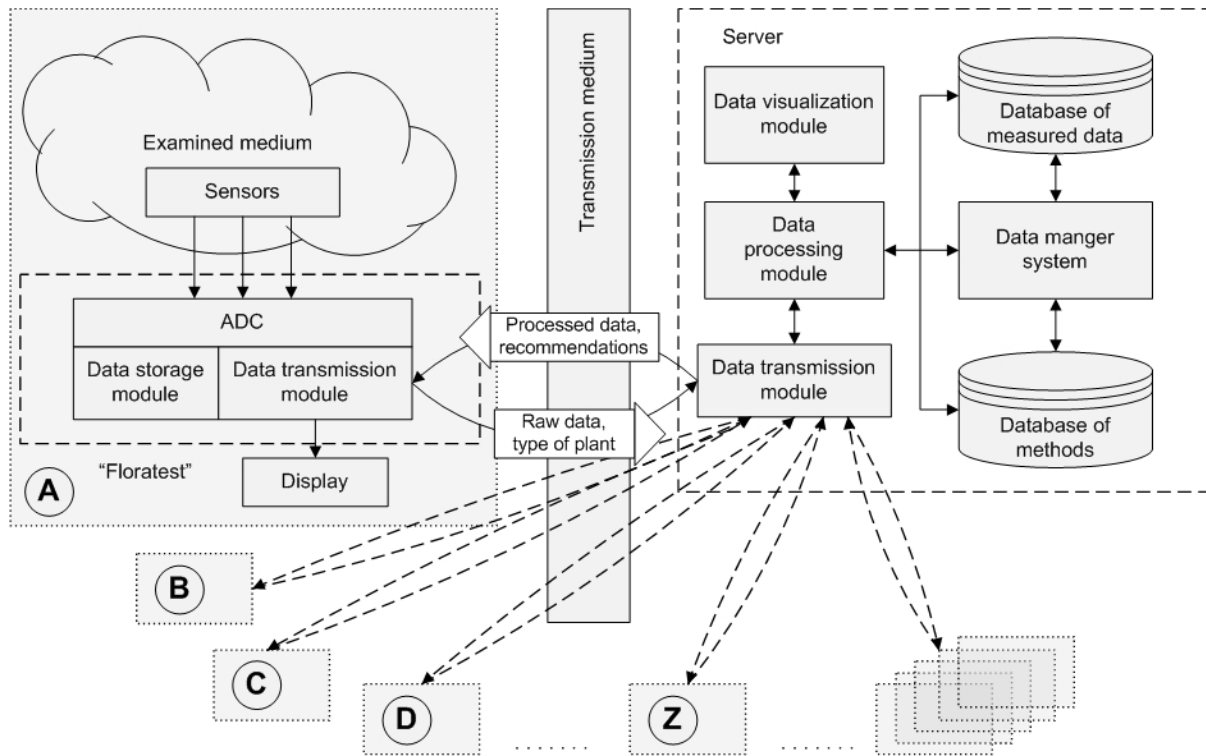 Examined medium
Sensors
ADC
Data storage
module
Data transmission
module
"Floratest"
A
Display
Transmission medium
Processed data,
recommendations
Raw data,
type of plant
Server
Data visualization
module
Data
processing
module
Data transmission
module
Database of
measured data
Data manger
system
Database of
methods
B
C
D
.......
Z
.......